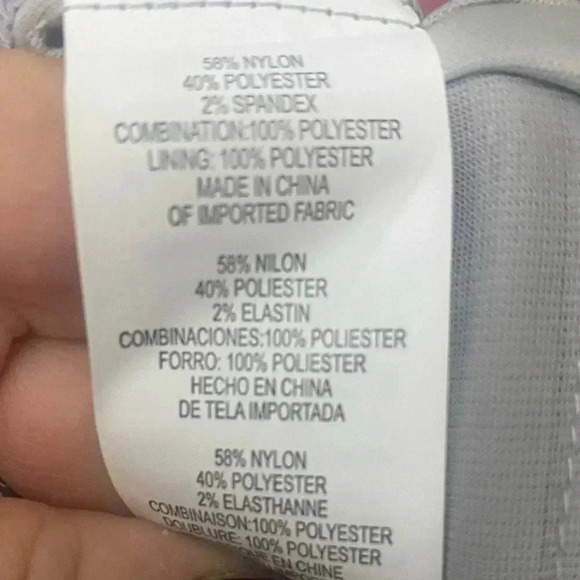 58% NYLON
40% POLYESTER
2% SPANDEX
COMBINATION:100% POLYESTER
LINING: 100% POLYESTER
MADE IN CHINA
OF IMPORTED FABRIC
58% NILON
40% POLIESTER
2% ELASTIN
COMBINACIONES:100% POLIESTER
FORRO: 100% POLIESTER
HECHO EN CHINA
DE TELA IMPORTADA
58% NYLON
40% POLYESTER
2% ELASTHANNE
COMBINAISON:100% POLYESTER
DOUBLURE: 100% POLYESTER
EN CHINE